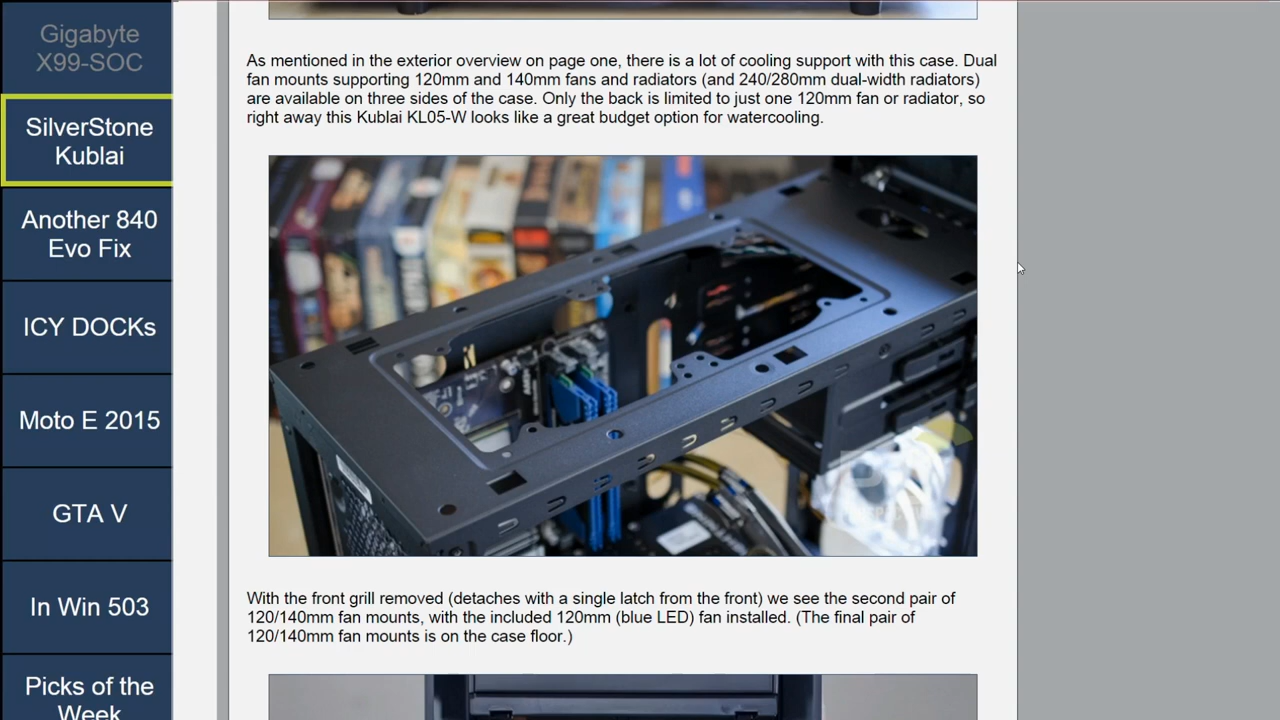 Gigabyte
X99-SOC
SilverStone
Kublai
Another 840
Evo Fix
ICY DOCKs
Moto E 2015
GTA V
In Win 503
Picks of the
Week
As mentioned in the exterior overview on page one, there is a lot of cooling support with this case. Dual
fan mounts supporting 120mm and 140mm fans and radiators (and 240/280mm dual-width radiators)
are available on three sides of the case. Only the back is limited to just one 120mm fan or radiator, so
right away this Kublai KL05-W looks like a great budget option for watercooling.
With the front grill removed (detaches with a single latch from the front) we see the second pair of
120/140mm fan mounts, with the included 120mm (blue LED) fan installed. (The final pair of
120/140mm fan mounts is on the case floor.)